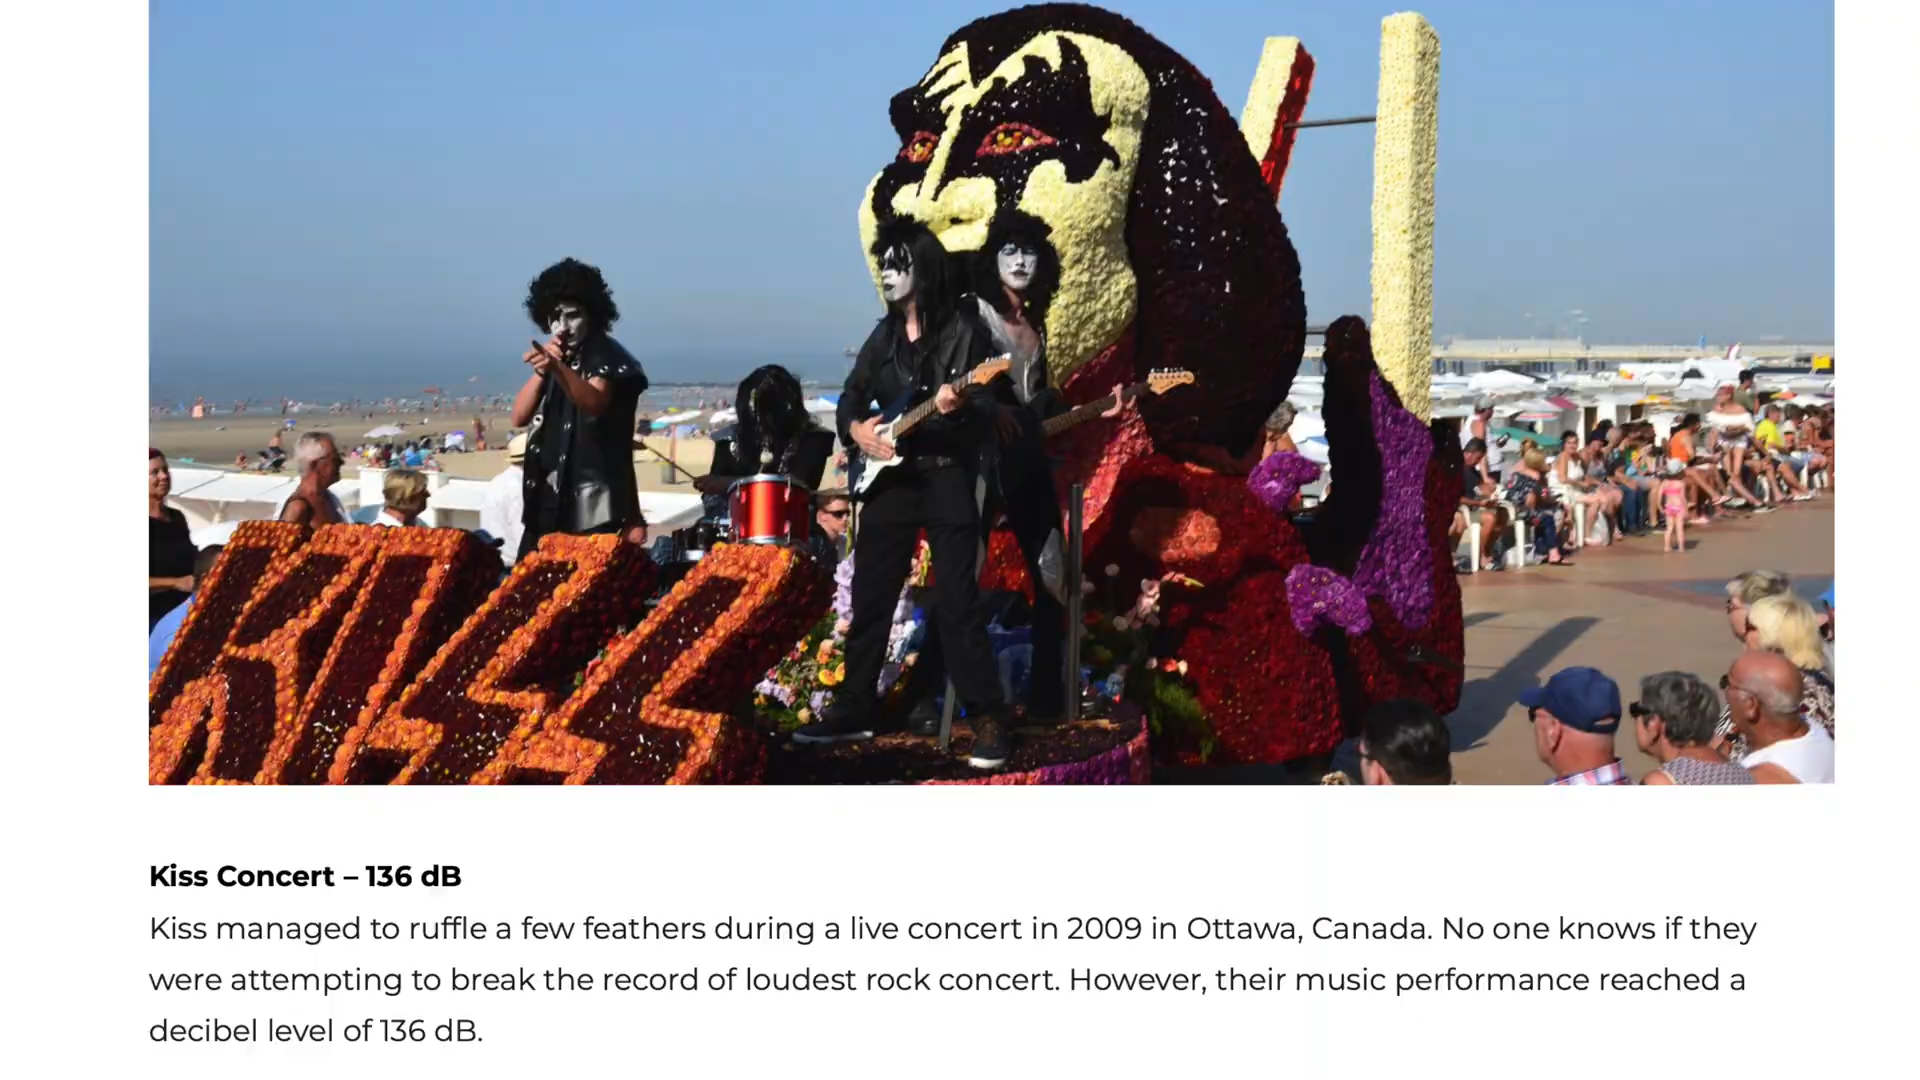 KISS
Kiss Concert – 136 dB
Kiss managed to ruffle a few feathers during a live concert in 2009 in Ottawa, Canada. No one knows if they
were attempting to break the record of loudest rock concert. However, their music performance reached a
decibel level of 136 dB.